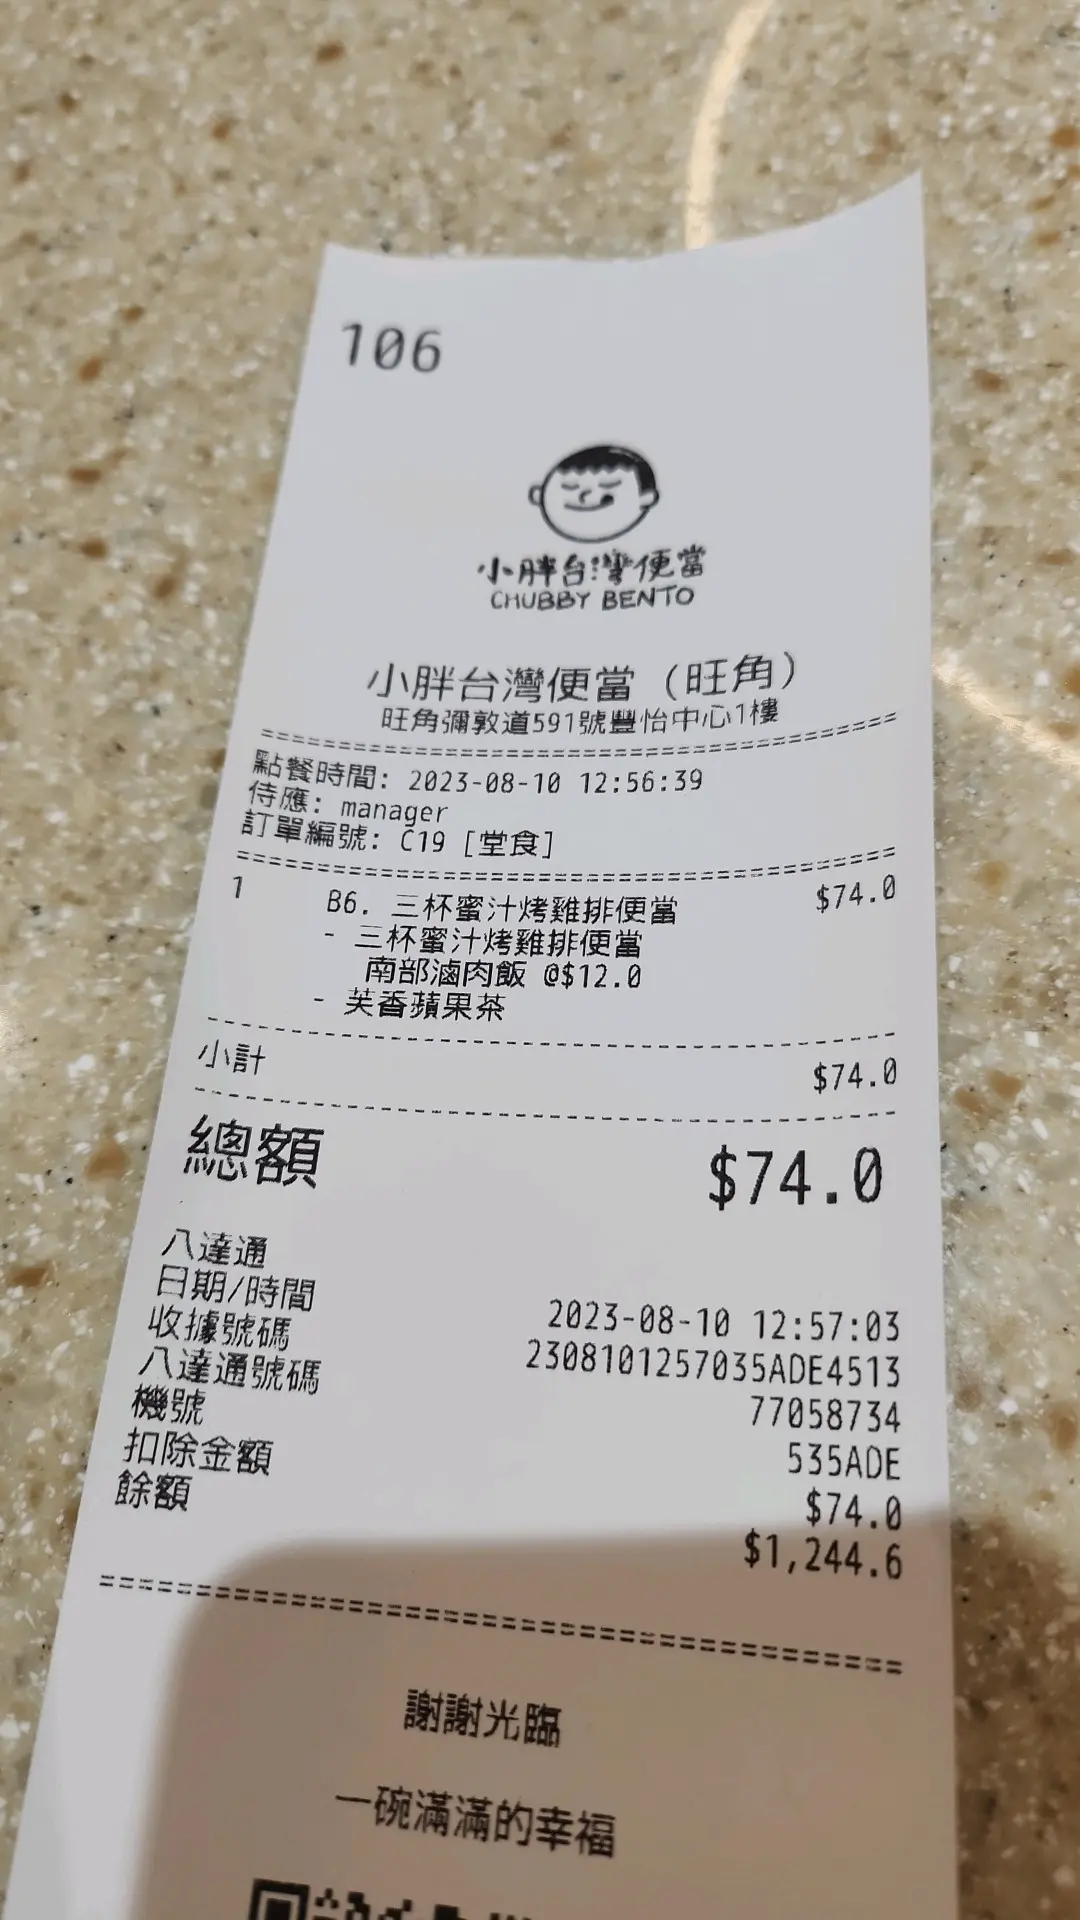 106
小胖台灣便當
CHUBBY BENTO
小胖台灣便當 (旺角)
旺角彌敦道591號豐怡中心1樓
點餐時間: 2023-08-10 12:56:39
侍應: manager
訂單編號: C19 [堂食]
1 B6. 三杯蜜汁烤雞排便當 $74.0
- 三杯蜜汁烤雞排便當
南部滷肉飯 @$12.0
- 芙香蘋果茶
小計 $74.0
總額 $74.0
八達通
日期/時間 2023-08-10 12:57:03
收據號碼 2308101257035ADE4513
八達通號碼 77058734
機號 535ADE
扣除金額 $74.0
餘額 $1,244.6
謝謝光臨
一碗滿滿的幸福